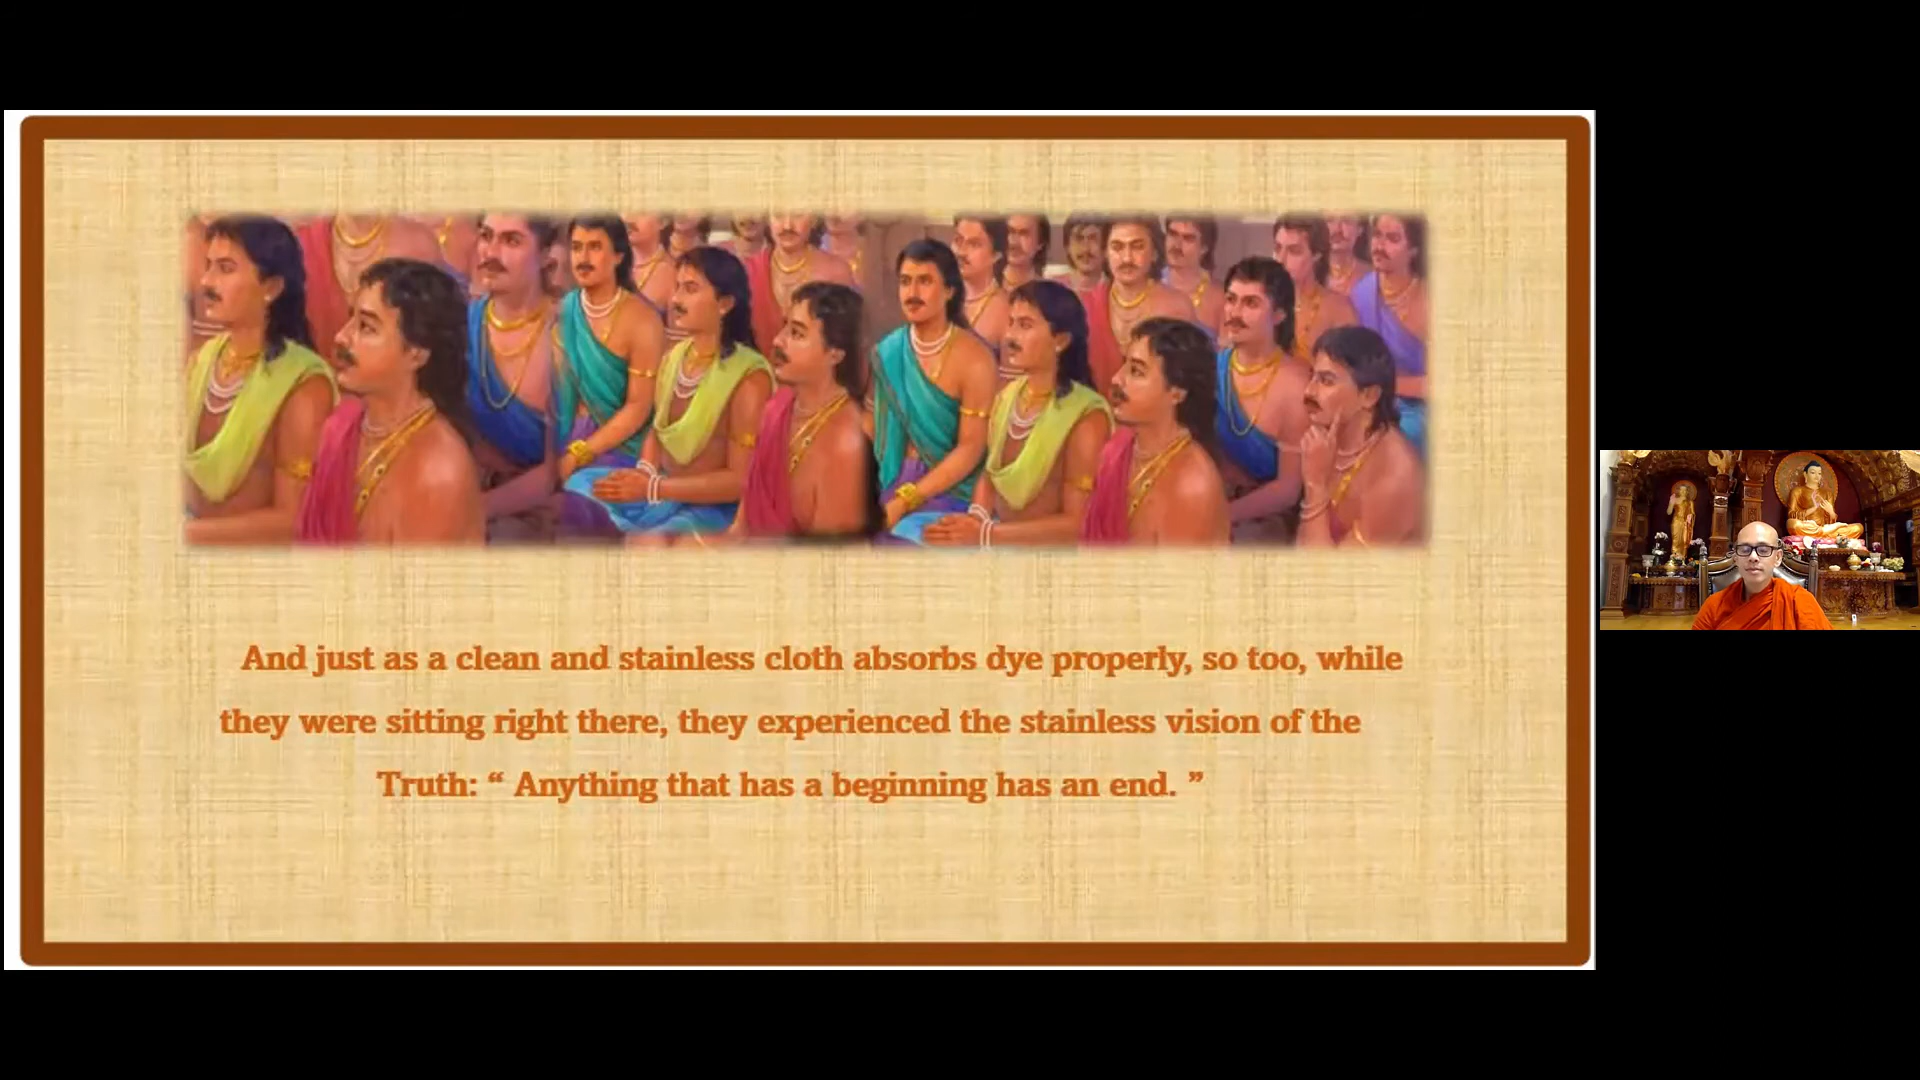 And just as a clean and stainless cloth absorbs dye properly, so too, while
they were sitting right there, they experienced the stainless vision of the
Truth: “ Anything that has a beginning has an end. ”